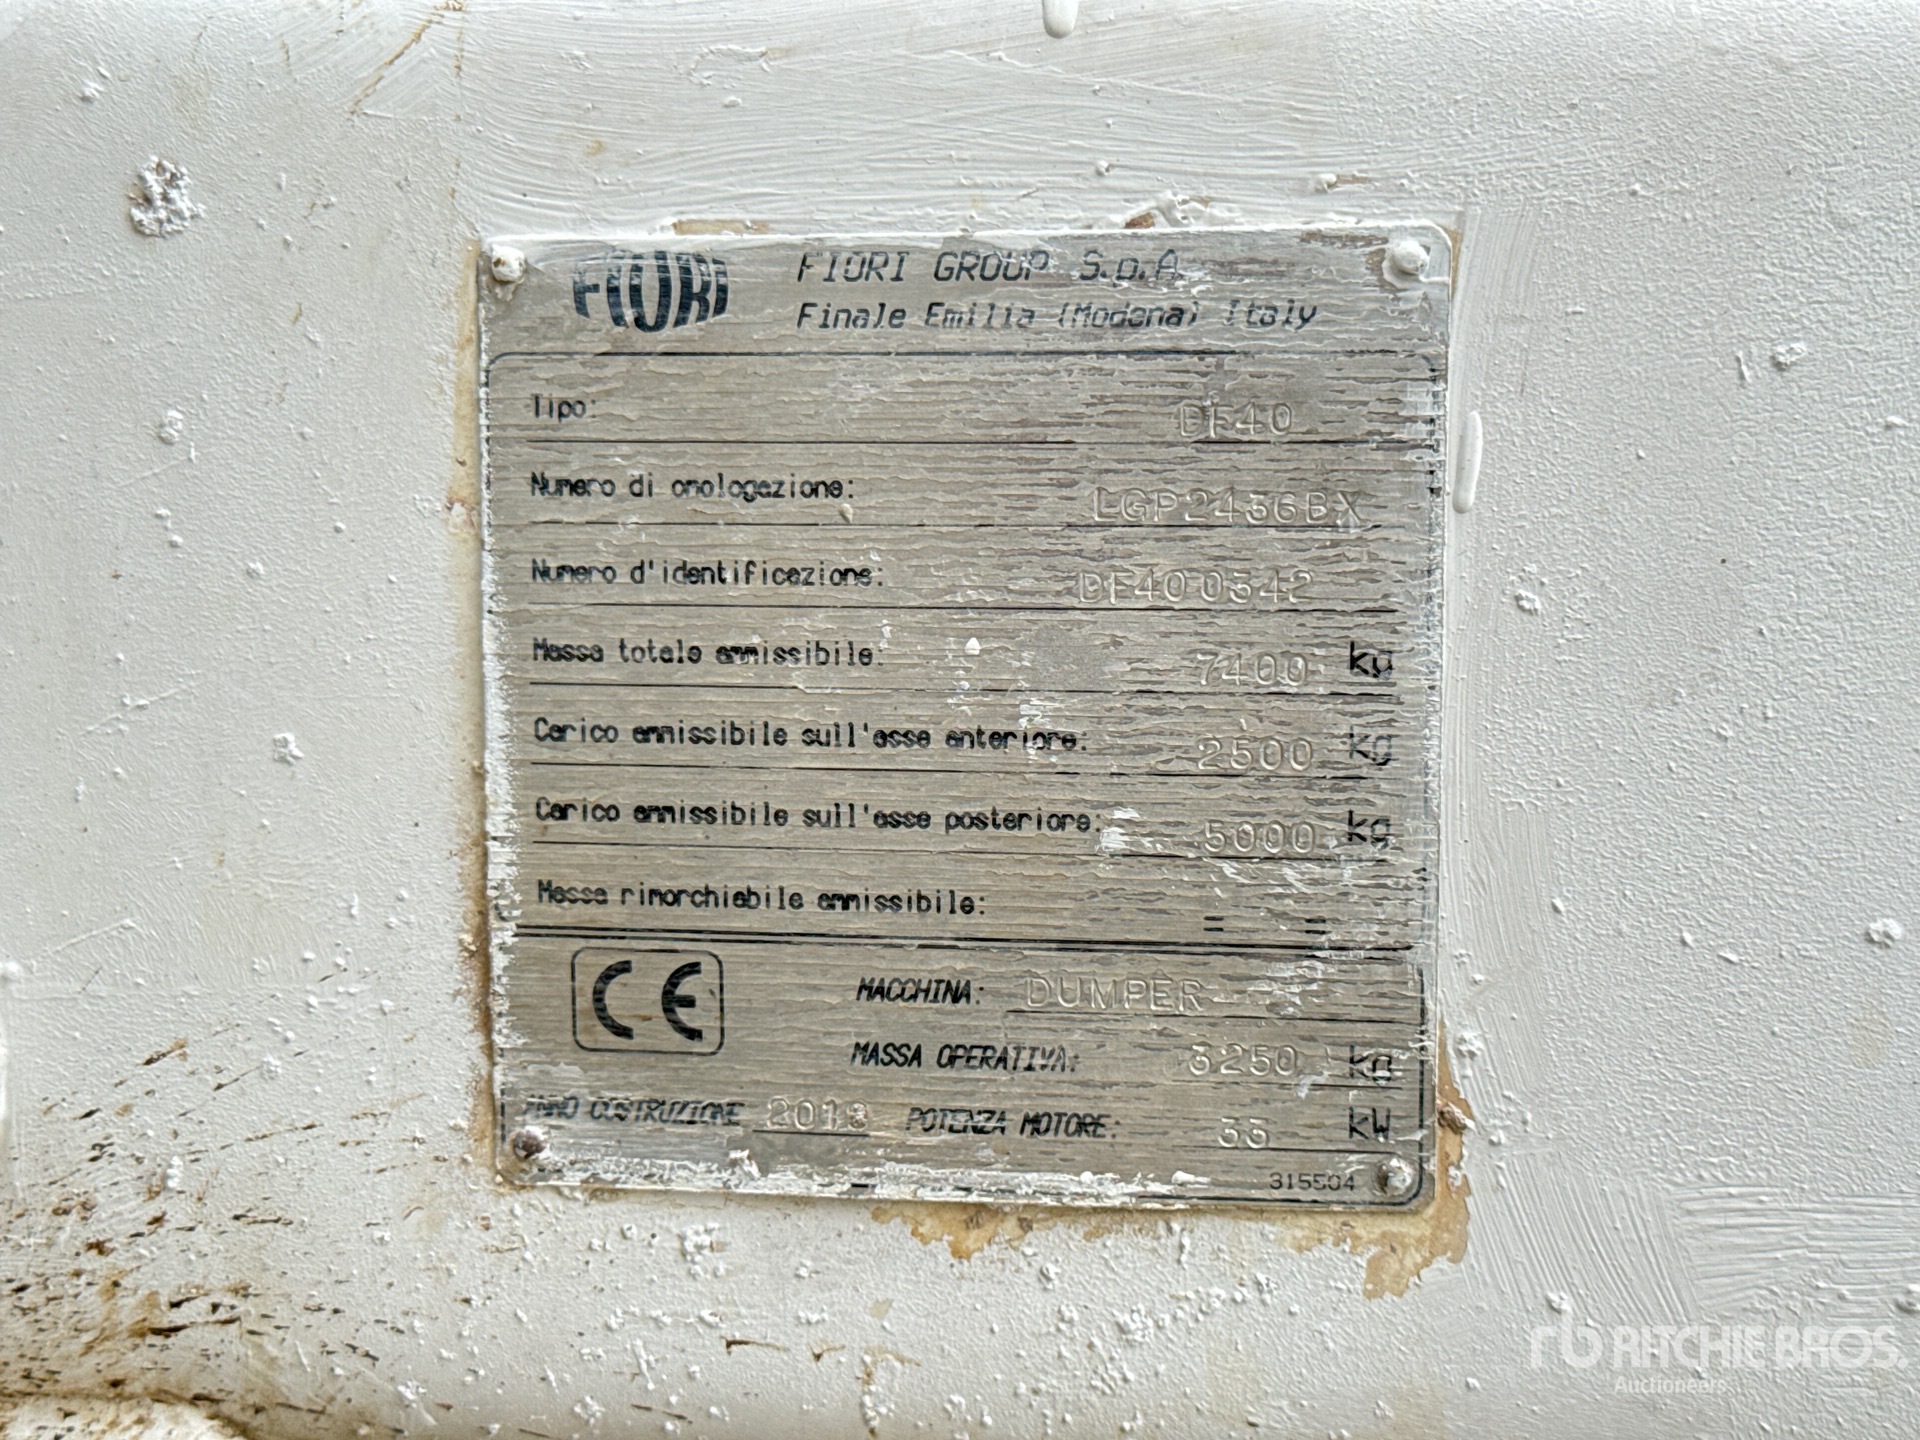 FIORI
FIORI GROUP S.p.A
Finale Emilia (Modena) Italy
Tipo: DF40
Numero di omologazione: LGP2436BX
Numero d'identificazione: DF400342
Massa totale ammissibile: 7400 kg
Carico ammissibile sull'asse anteriore: 2500 kg
Carico ammissibile sull'asse posteriore: 5000 kg
Massa rimorchiabile ammissibile: = =
CE
MACCHINA: DUMPER
MASSA OPERATIVA: 3250 kg
ANNO COSTRUZIONE POTENZA MOTORE: 33 kW
315504
rb RITCHIE BROS.
Auctioneers